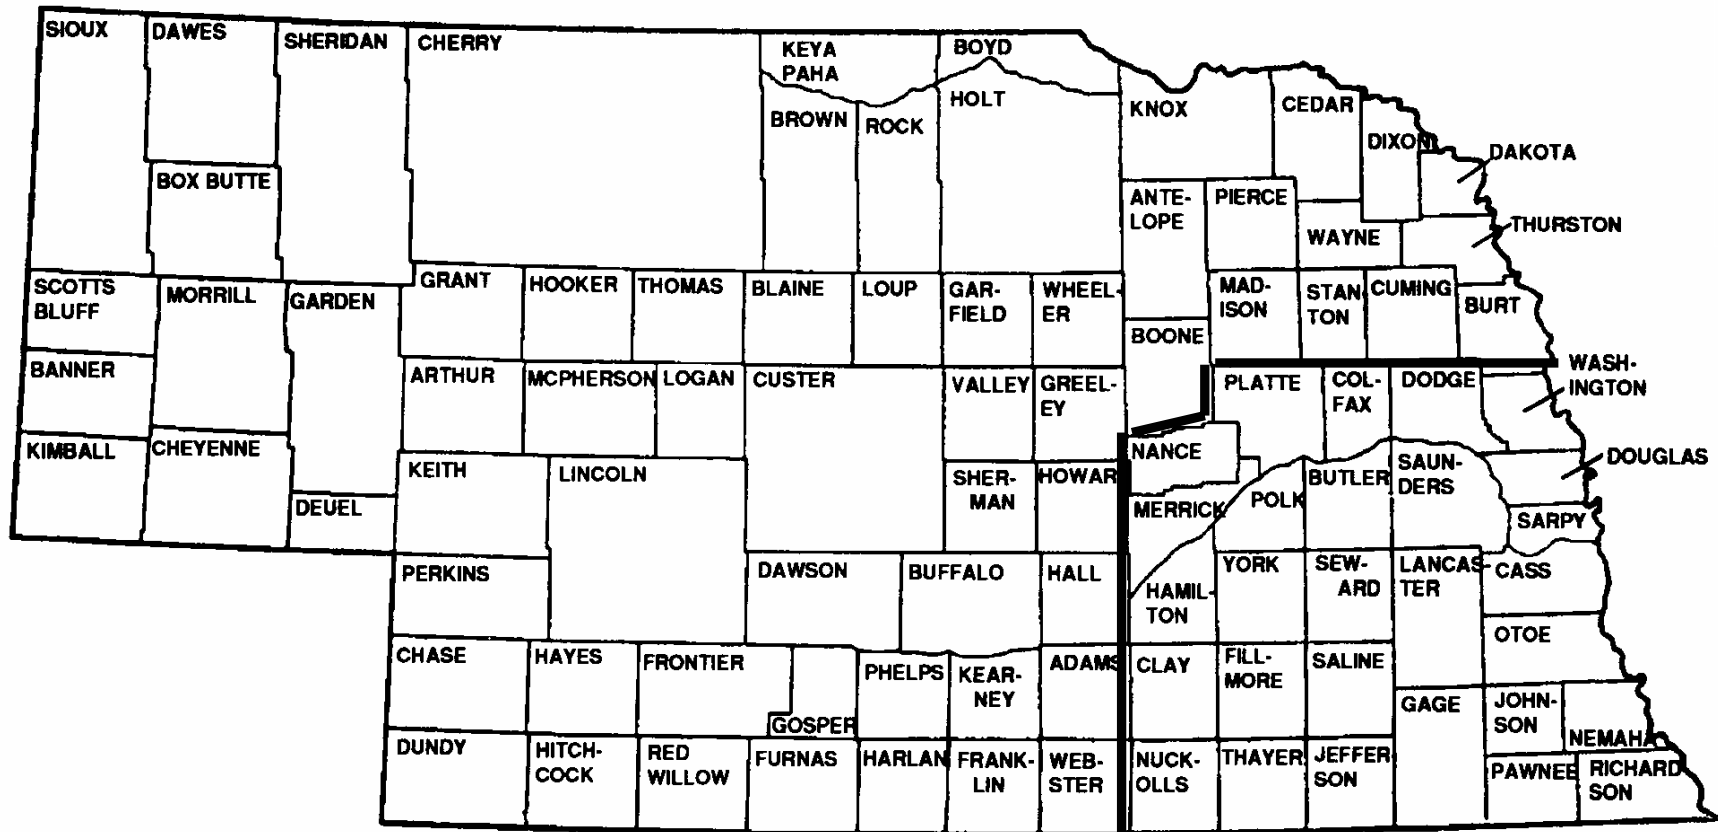 SIOUX
DAWES
SHERIDAN
CHERRY
KEYA
PAHA
BOYD
BROWN
ROCK
HOLT
KNOX
CEDAR
DIXON
DAKOTA
BOX BUTTE
ANTE-
LOPE
PIERCE
WAYNE
THURSTON
SCOTTS
BLUFF
MORRILL
GARDEN
GRANT
HOOKER
THOMAS
BLAINE
LOUP
GAR-
FIELD
WHEEL-
ER
MAD-
ISON
STAN
TON
CUMING
BURT
BOONE
BANNER
ARTHUR
MCPHERSON
LOGAN
CUSTER
VALLEY
GREEL-
EY
PLATTE
COL-
FAX
DODGE
WASH-
INGTON
KIMBALL
CHEYENNE
KEITH
LINCOLN
NANCE
DOUGLAS
DEUEL
SHER-
MAN
HOWAR
MERRICK
POLK
BUTLER
SAUN-
DERS
SARPY
PERKINS
DAWSON
BUFFALO
HALL
HAMIL-
TON
YORK
SEW-
ARD
LANCAS-
TER
CASS
OTOE
CHASE
HAYES
FRONTIER
GOSPER
PHELPS
KEAR-
NEY
ADAMS
CLAY
FILL-
MORE
SALINE
GAGE
JOHN-
SON
NEMAHA
DUNDY
HITCH-
COCK
RED
WILLOW
FURNAS
HARLAN
FRANK-
LIN
WEB-
STER
NUCK-
OLLS
THAYER
JEFFER
SON
PAWNEE
RICHARD
SON